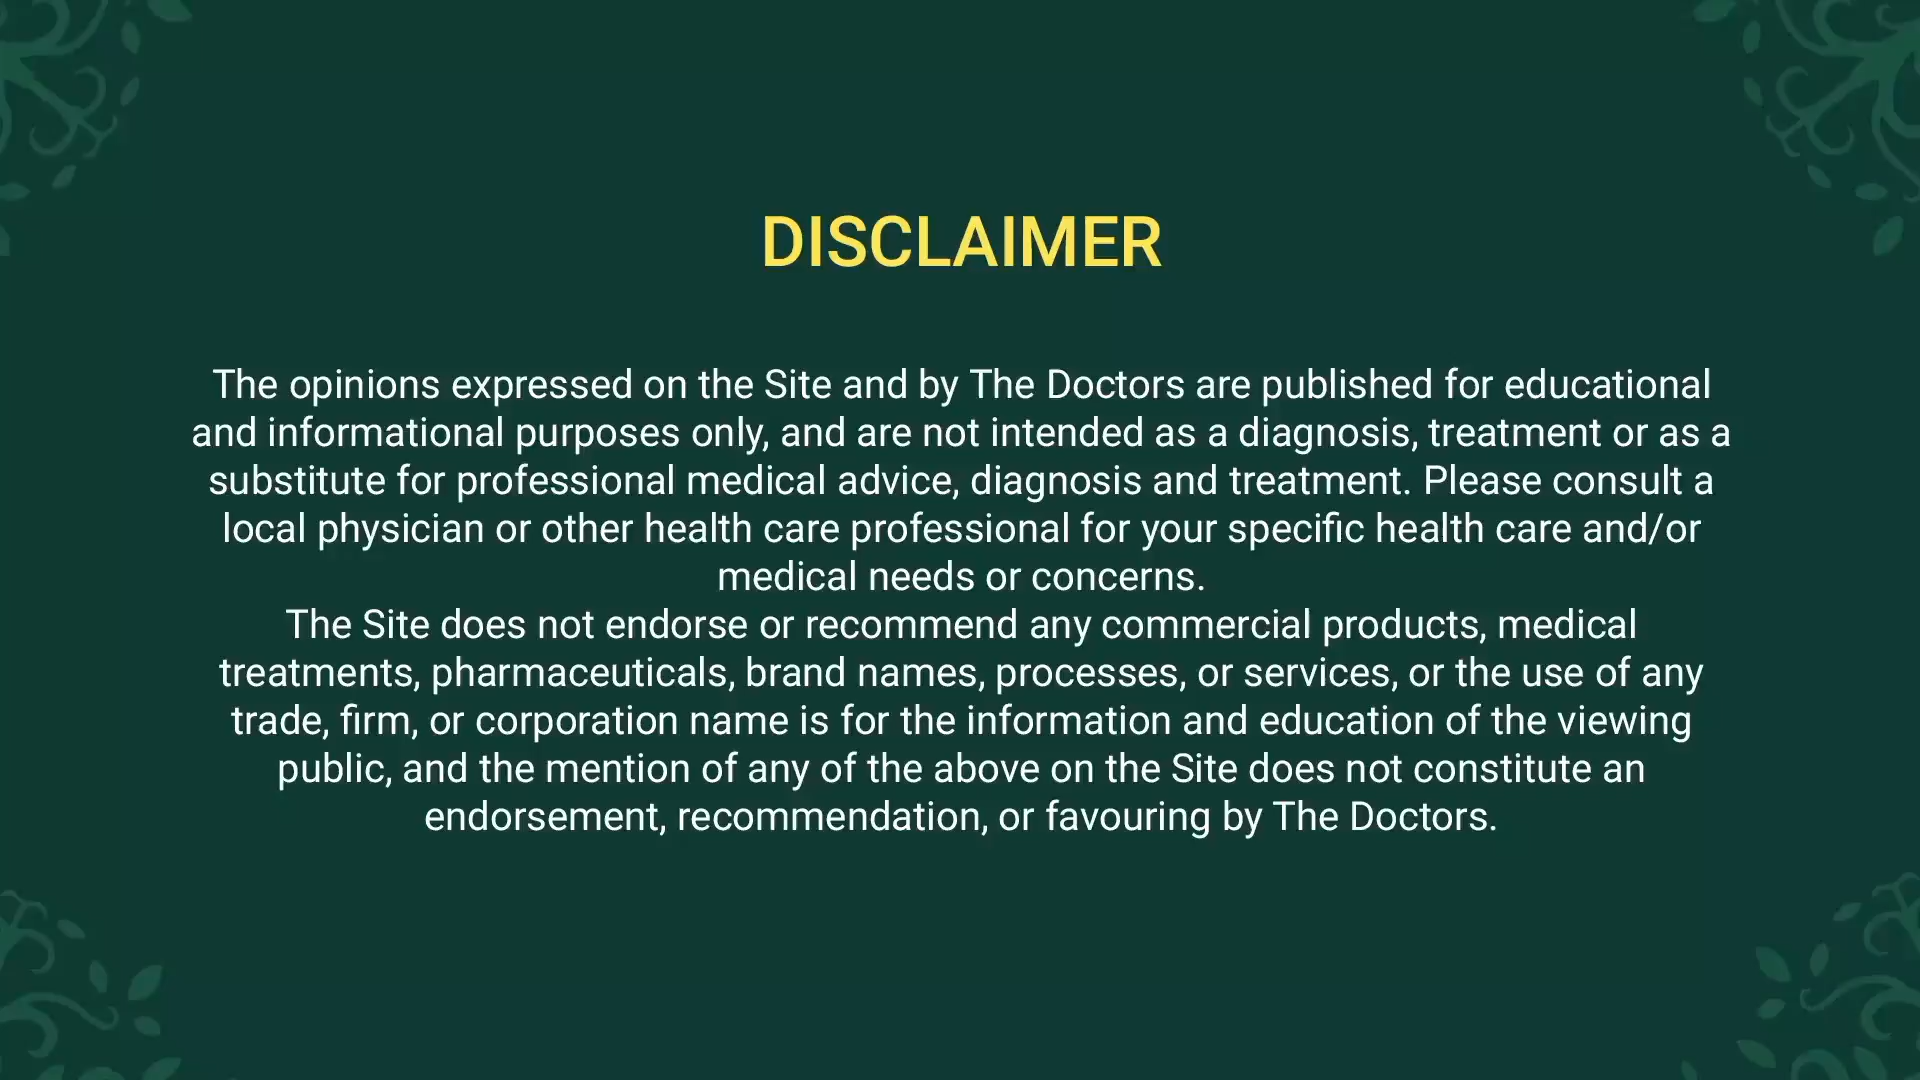 DISCLAIMER
The opinions expressed on the Site and by The Doctors are published for educational
and informational purposes only, and are not intended as a diagnosis, treatment or as a
substitute for professional medical advice, diagnosis and treatment. Please consult a
local physician or other health care professional for your specific health care and/or
medical needs or concerns.
The Site does not endorse or recommend any commercial products, medical
treatments, pharmaceuticals, brand names, processes, or services, or the use of any
trade, firm, or corporation name is for the information and education of the viewing
public, and the mention of any of the above on the Site does not constitute an
endorsement, recommendation, or favouring by The Doctors.